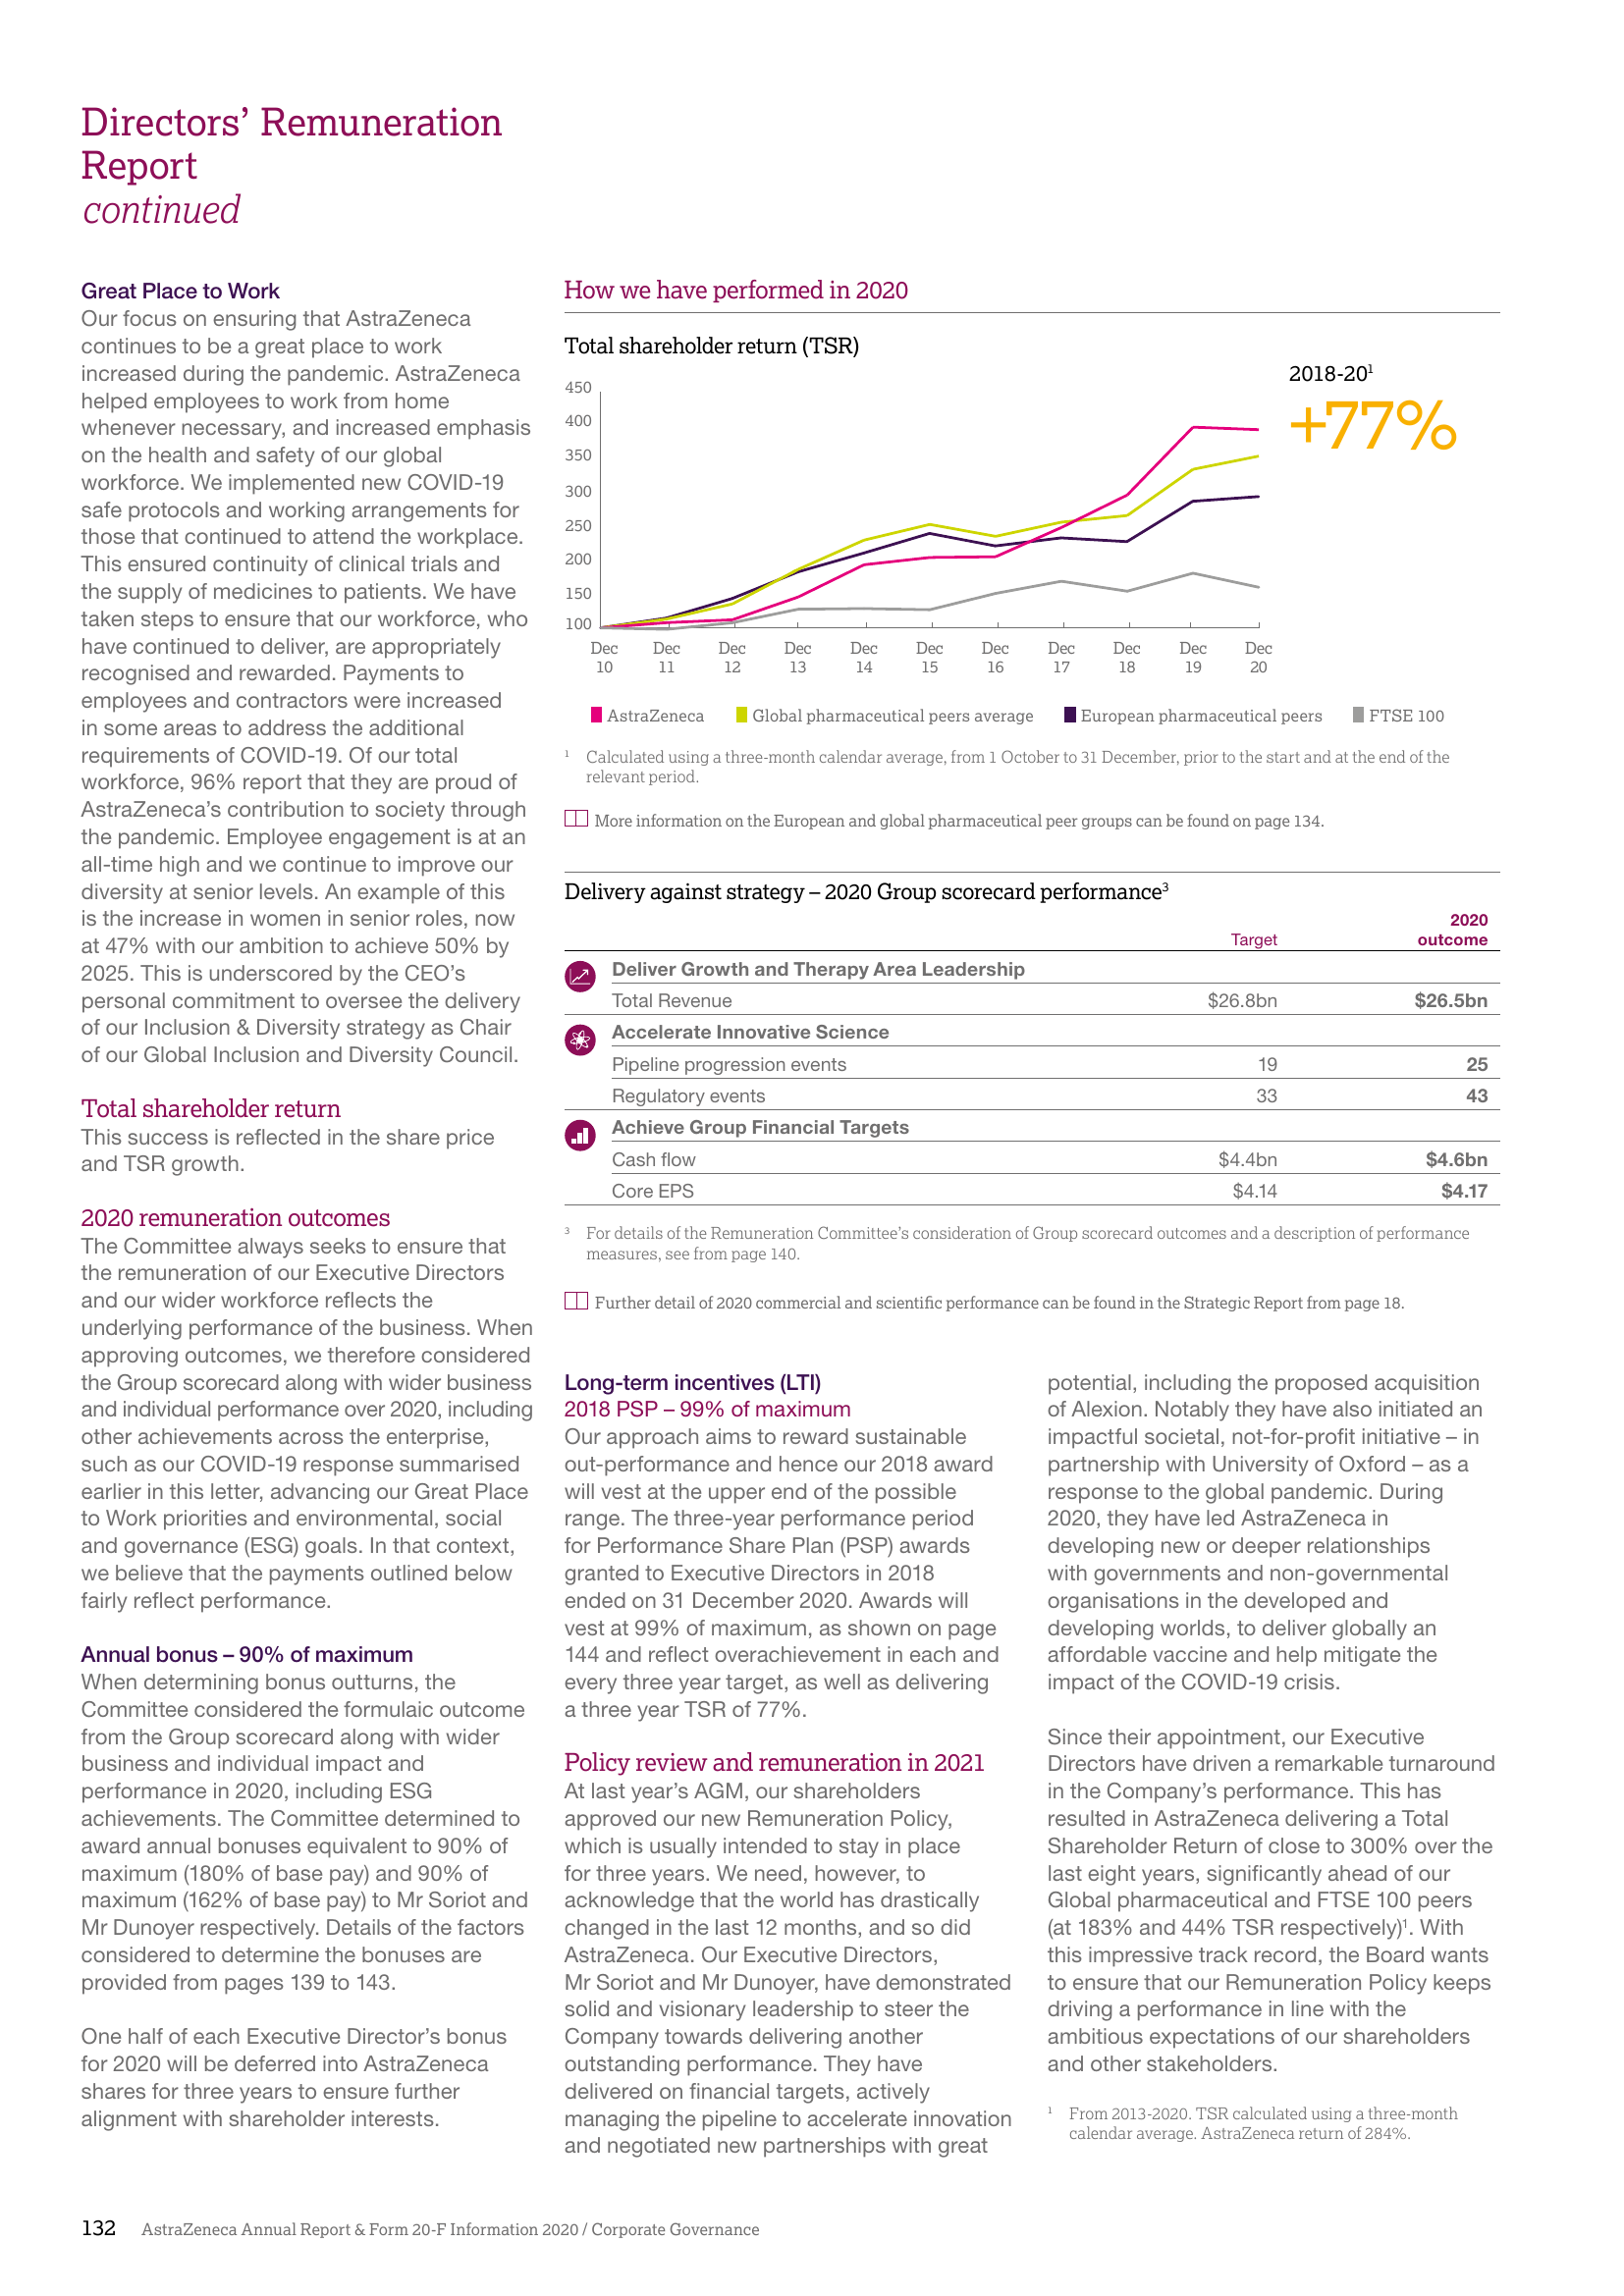 Directors’ Remuneration
Report
continued
Great Place to Work
Our focus on ensuring that AstraZeneca
continues to be a great place to work
increased during the pandemic. AstraZeneca
helped employees to work from home
whenever necessary, and increased emphasis
on the health and safety of our global
workforce. We implemented new COVID-19
safe protocols and working arrangements for
those that continued to attend the workplace.
This ensured continuity of clinical trials and
the supply of medicines to patients. We have
taken steps to ensure that our workforce, who
have continued to deliver, are appropriately
recognised and rewarded. Payments to
employees and contractors were increased
in some areas to address the additional
requirements of COVID-19. Of our total
workforce, 96% report that they are proud of
AstraZeneca’s contribution to society through
the pandemic. Employee engagement is at an
all-time high and we continue to improve our
diversity at senior levels. An example of this
is the increase in women in senior roles, now
at 47% with our ambition to achieve 50% by
2025. This is underscored by the CEO’s
personal commitment to oversee the delivery
of our Inclusion & Diversity strategy as Chair
of our Global Inclusion and Diversity Council.
Total shareholder return
This success is reflected in the share price
and TSR growth.
2020 remuneration outcomes
The Committee always seeks to ensure that
the remuneration of our Executive Directors
and our wider workforce reflects the
underlying performance of the business. When
approving outcomes, we therefore considered
the Group scorecard along with wider business
and individual performance over 2020, including
other achievements across the enterprise,
such as our COVID-19 response summarised
earlier in this letter, advancing our Great Place
to Work priorities and environmental, social
and governance (ESG) goals. In that context,
we believe that the payments outlined below
fairly reflect performance.
Annual bonus – 90% of maximum
When determining bonus outturns, the
Committee considered the formulaic outcome
from the Group scorecard along with wider
business and individual impact and
performance in 2020, including ESG
achievements. The Committee determined to
award annual bonuses equivalent to 90% of
maximum (180% of base pay) and 90% of
maximum (162% of base pay) to Mr Soriot and
Mr Dunoyer respectively. Details of the factors
considered to determine the bonuses are
provided from pages 139 to 143.
One half of each Executive Director’s bonus
for 2020 will be deferred into AstraZeneca
shares for three years to ensure further
alignment with shareholder interests.
How we have performed in 2020
Total shareholder return (TSR)
2018-20¹
+77%
450
400
350
300
250
200
150
100
Dec Dec Dec Dec Dec Dec Dec Dec Dec Dec Dec
10 11 12 13 14 15 16 17 18 19 20
AstraZeneca Global pharmaceutical peers average European pharmaceutical peers FTSE 100
¹ Calculated using a three-month calendar average, from 1 October to 31 December, prior to the start and at the end of the
relevant period.
More information on the European and global pharmaceutical peer groups can be found on page 134.
Delivery against strategy – 2020 Group scorecard performance³
2020
Target outcome
Deliver Growth and Therapy Area Leadership
Total Revenue $26.8bn $26.5bn
Accelerate Innovative Science
Pipeline progression events 19 25
Regulatory events 33 43
Achieve Group Financial Targets
Cash flow $4.4bn $4.6bn
Core EPS $4.14 $4.17
³ For details of the Remuneration Committee’s consideration of Group scorecard outcomes and a description of performance
measures, see from page 140.
Further detail of 2020 commercial and scientific performance can be found in the Strategic Report from page 18.
Long-term incentives (LTI)
2018 PSP – 99% of maximum
Our approach aims to reward sustainable
out-performance and hence our 2018 award
will vest at the upper end of the possible
range. The three-year performance period
for Performance Share Plan (PSP) awards
granted to Executive Directors in 2018
ended on 31 December 2020. Awards will
vest at 99% of maximum, as shown on page
144 and reflect overachievement in each and
every three year target, as well as delivering
a three year TSR of 77%.
Policy review and remuneration in 2021
At last year’s AGM, our shareholders
approved our new Remuneration Policy,
which is usually intended to stay in place
for three years. We need, however, to
acknowledge that the world has drastically
changed in the last 12 months, and so did
AstraZeneca. Our Executive Directors,
Mr Soriot and Mr Dunoyer, have demonstrated
solid and visionary leadership to steer the
Company towards delivering another
outstanding performance. They have
delivered on financial targets, actively
managing the pipeline to accelerate innovation
and negotiated new partnerships with great
potential, including the proposed acquisition
of Alexion. Notably they have also initiated an
impactful societal, not-for-profit initiative – in
partnership with University of Oxford – as a
response to the global pandemic. During
2020, they have led AstraZeneca in
developing new or deeper relationships
with governments and non-governmental
organisations in the developed and
developing worlds, to deliver globally an
affordable vaccine and help mitigate the
impact of the COVID-19 crisis.
Since their appointment, our Executive
Directors have driven a remarkable turnaround
in the Company’s performance. This has
resulted in AstraZeneca delivering a Total
Shareholder Return of close to 300% over the
last eight years, significantly ahead of our
Global pharmaceutical and FTSE 100 peers
(at 183% and 44% TSR respectively)¹. With
this impressive track record, the Board wants
to ensure that our Remuneration Policy keeps
driving a performance in line with the
ambitious expectations of our shareholders
and other stakeholders.
¹ From 2013-2020. TSR calculated using a three-month
calendar average. AstraZeneca return of 284%.
132 AstraZeneca Annual Report & Form 20-F Information 2020 / Corporate Governance